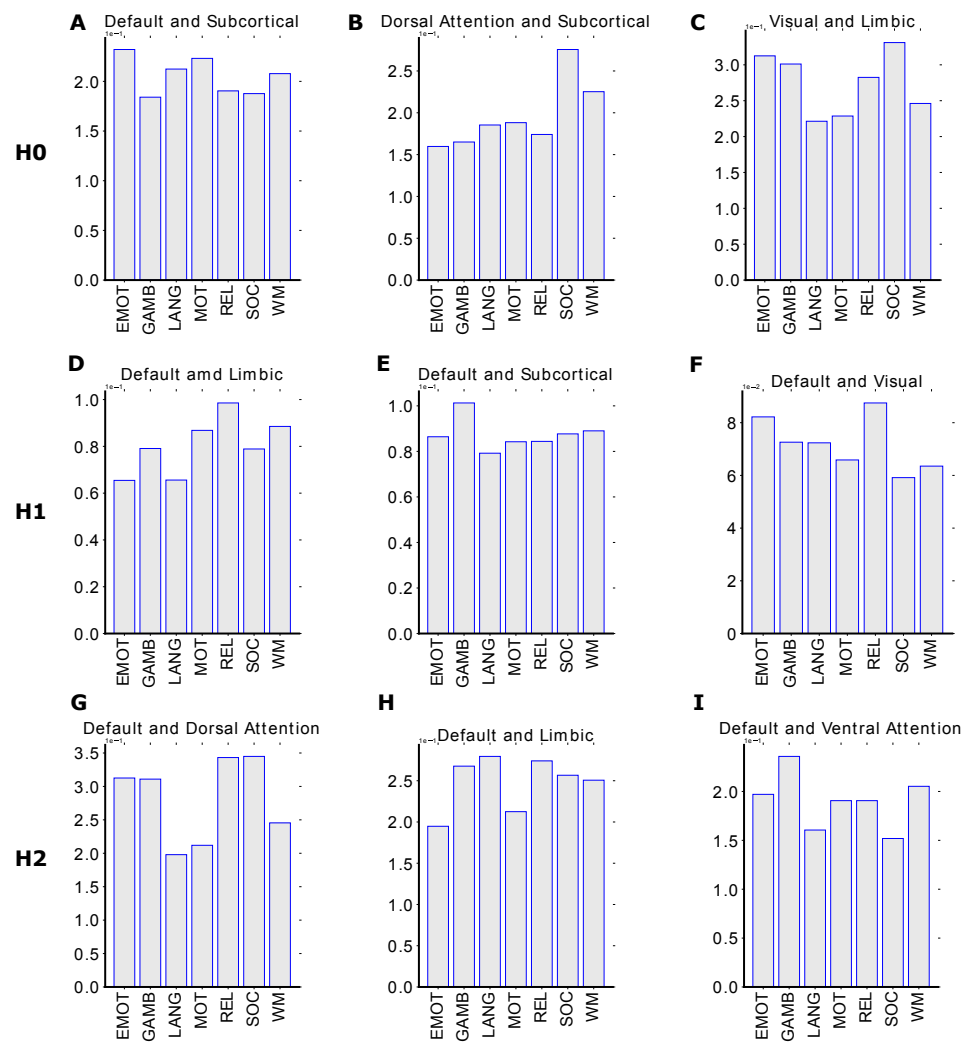 A B C
Default and Subcortical Dorsal Attention and Subcortical Visual and Limbic
1e−1 1e−1 1e−1
H0
2.0
1.5
1.0
0.5
0.0
EMOT GAMB LANG MOT REL SOC WM
2.5
2.0
1.5
1.0
0.5
0.0
EMOT GAMB LANG MOT REL SOC WM
3.0
2.5
2.0
1.5
1.0
0.5
0.0
EMOT GAMB LANG MOT REL SOC WM
D E F
Default amd Limbic Default and Subcortical Default and Visual
1e−1 1e−1 1e−2
H1
1.0
0.8
0.6
0.4
0.2
0.0
EMOT GAMB LANG MOT REL SOC WM
1.0
0.8
0.6
0.4
0.2
0.0
EMOT GAMB LANG MOT REL SOC WM
8
6
4
2
0
EMOT GAMB LANG MOT REL SOC WM
G H I
Default and Dorsal Attention Default and Limbic Default and Ventral Attention
1e−1 1e−1 1e−1
H2
3.5
3.0
2.5
2.0
1.5
1.0
0.5
0.0
EMOT GAMB LANG MOT REL SOC WM
2.5
2.0
1.5
1.0
0.5
0.0
EMOT GAMB LANG MOT REL SOC WM
2.0
1.5
1.0
0.5
0.0
EMOT GAMB LANG MOT REL SOC WM